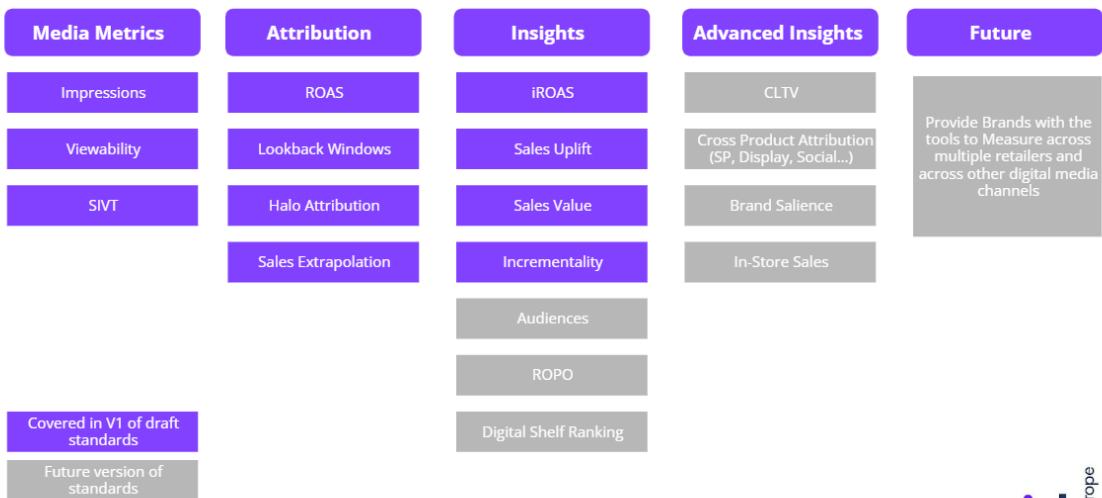 Media Metrics
Attribution
Insights
Advanced Insights
Future
Impressions
ROAS
iROAS
CLTV
Provide Brands with the
tools to Measure across
multiple retailers and
across other digital media
channels
Viewability
Lookback Windows
Sales Uplift
Cross Product Attribution
(SP, Display, Social...)
SIVT
Halo Attribution
Sales Value
Brand Salience
Sales Extrapolation
Incrementality
In-Store Sales
Audiences
ROPO
Digital Shelf Ranking
Covered in V1 of draft
standards
Future version of
standards